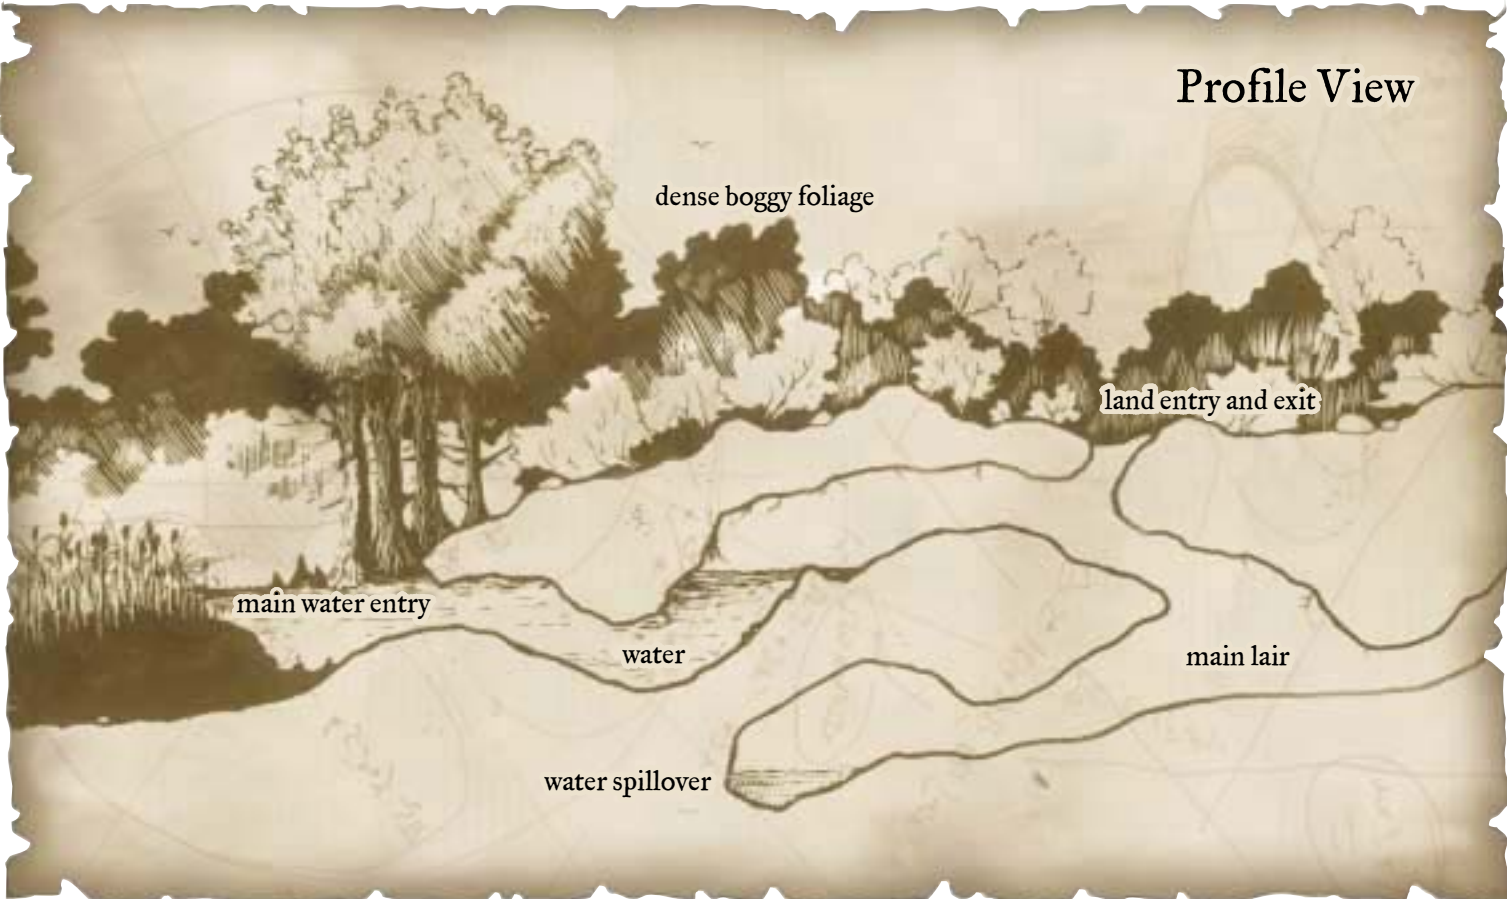 Profile View
dense boggy foliage
land entry and exit
main water entry
water
main lair
water spillover